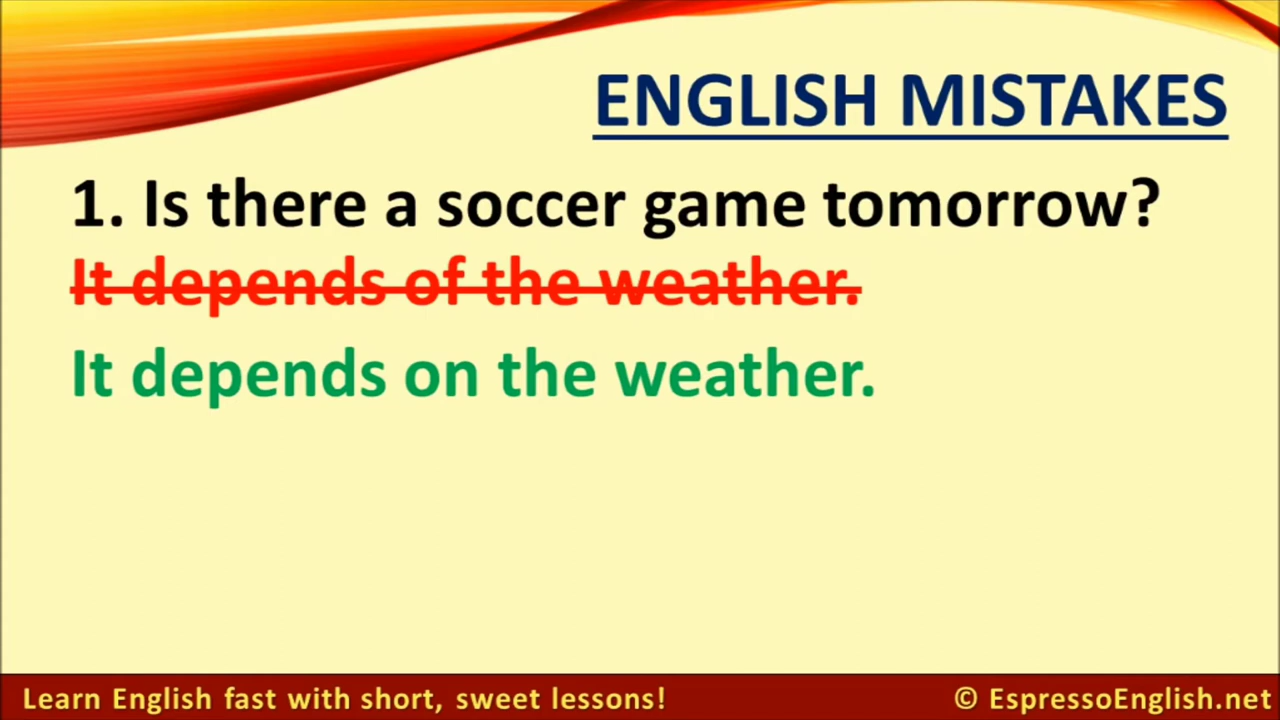 ENGLISH MISTAKES
1. Is there a soccer game tomorrow?
It depends of the weather.
It depends on the weather.
Learn English fast with short, sweet lessons!
© EspressoEnglish.net